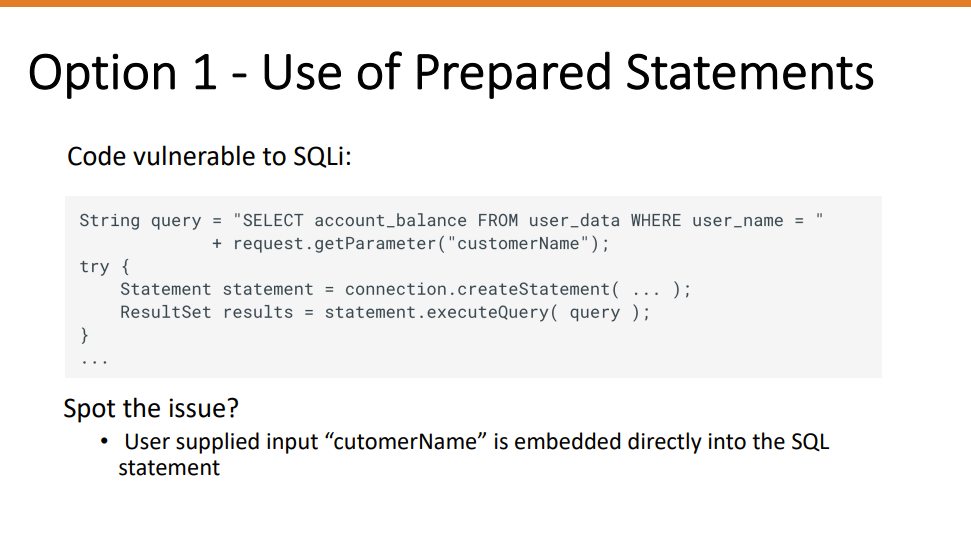 Option 1 - Use of Prepared Statements
Code vulnerable to SQLi:
String query = "SELECT account_balance FROM user_data WHERE user_name = "
             + request.getParameter("customerName");
try {
    Statement statement = connection.createStatement( ... );
    ResultSet results = statement.executeQuery( query );
}
...
Spot the issue?
• User supplied input “cutomerName” is embedded directly into the SQL
statement